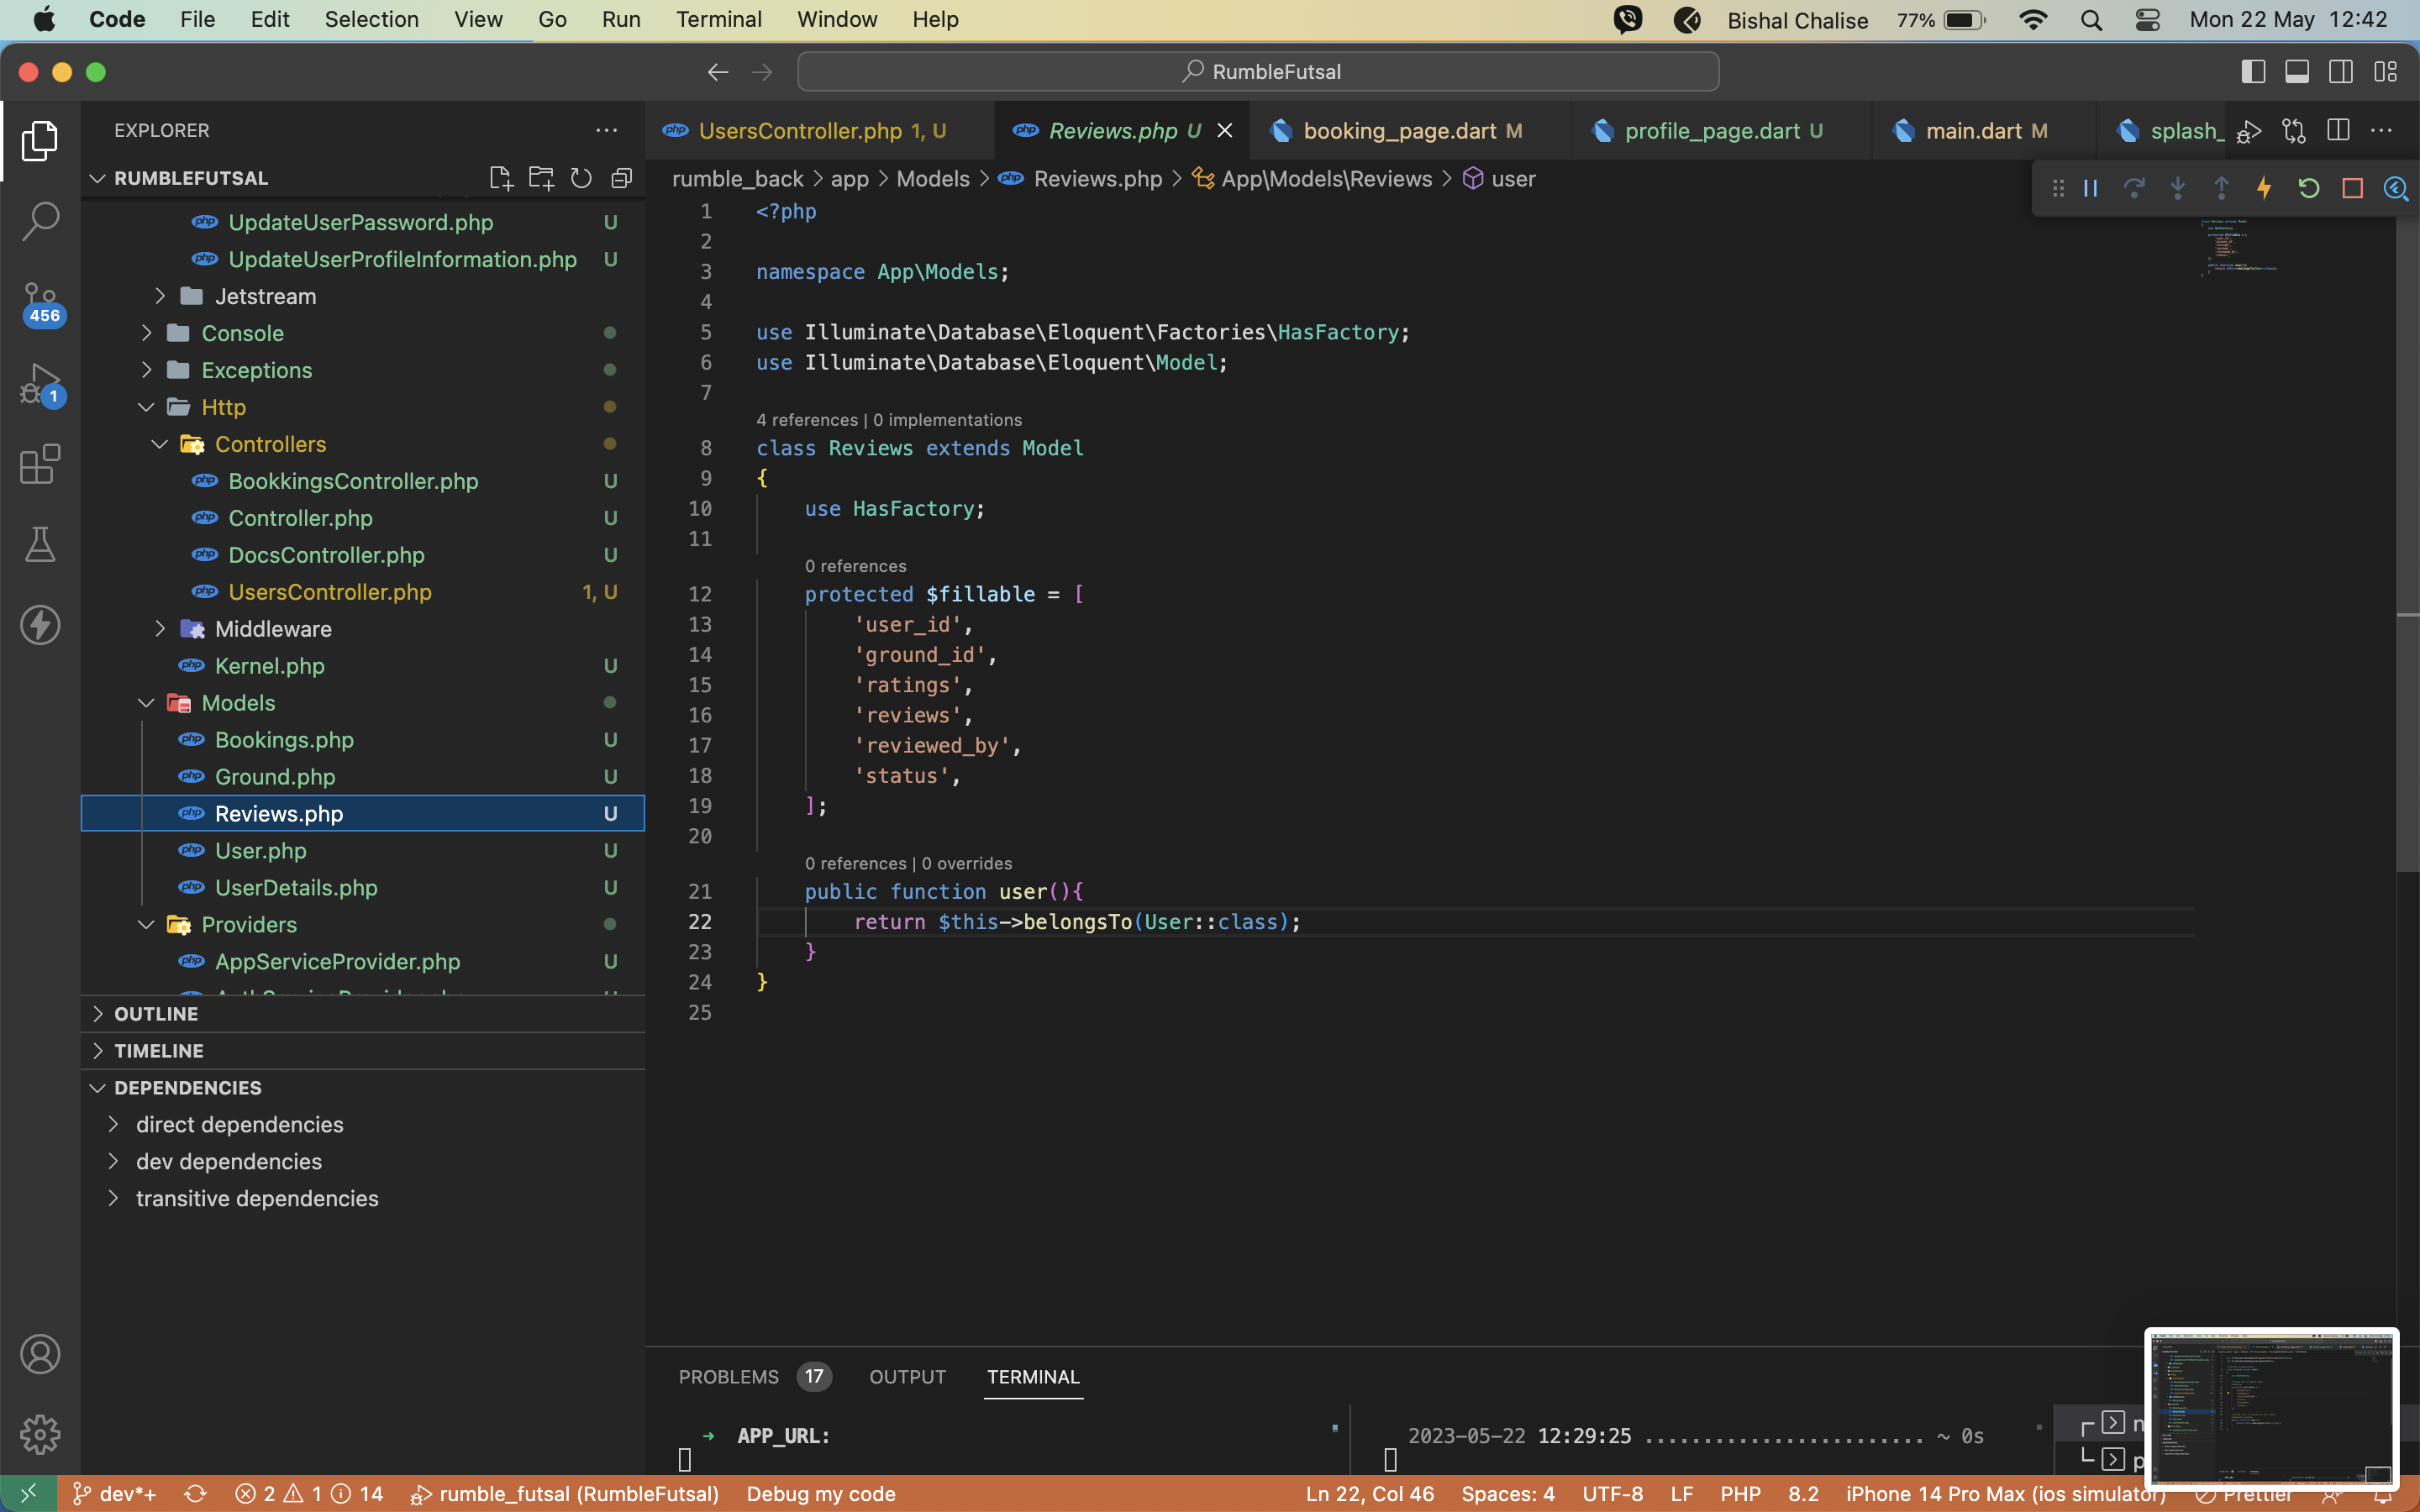 Code File Edit Selection View Go Run Terminal Window Help Bishal Chalise 77% Mon 22 May 12:42
RumbleFutsal
EXPLORER
RUMBLEFUTSAL
UpdateUserPassword.php U
UpdateUserProfileInformation.php U
Jetstream
Console
Exceptions
Http
Controllers
BookkingsController.php U
Controller.php U
DocsController.php U
UsersController.php 1, U
Middleware
Kernel.php U
Models
Bookings.php U
Ground.php U
Reviews.php U
User.php U
UserDetails.php U
Providers
AppServiceProvider.php U
OUTLINE
TIMELINE
DEPENDENCIES
direct dependencies
dev dependencies
transitive dependencies
456
1
php UsersController.php 1, U php Reviews.php U booking_page.dart M profile_page.dart U main.dart M splash_
rumble_back > app > Models > php Reviews.php > App\Models\Reviews > user
1 <?php
2
3 namespace App\Models;
4
5 use Illuminate\Database\Eloquent\Factories\HasFactory;
6 use Illuminate\Database\Eloquent\Model;
7
4 references | 0 implementations
8 class Reviews extends Model
9 {
10 use HasFactory;
11
0 references
12 protected $fillable = [
13 'user_id',
14 'ground_id',
15 'ratings',
16 'reviews',
17 'reviewed_by',
18 'status',
19 ];
20
0 references | 0 overrides
21 public function user(){
22 return $this->belongsTo(User::class);
23 }
24 }
25
PROBLEMS 17 OUTPUT TERMINAL
➜ APP_URL:
2023-05-22 12:29:25 ....................... ~ 0s
dev*+ 2 1 14 rumble_futsal (RumbleFutsal) Debug my code Ln 22, Col 46 Spaces: 4 UTF-8 LF PHP 8.2 iPhone 14 Pro Max (ios simulator) Prettier